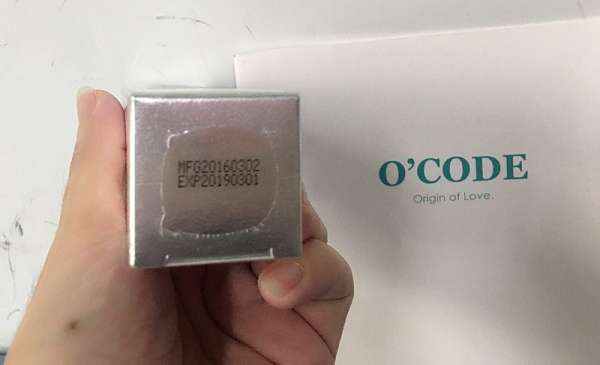 MFG20160302
EXP20190301
O'CODE
Origin of Love.